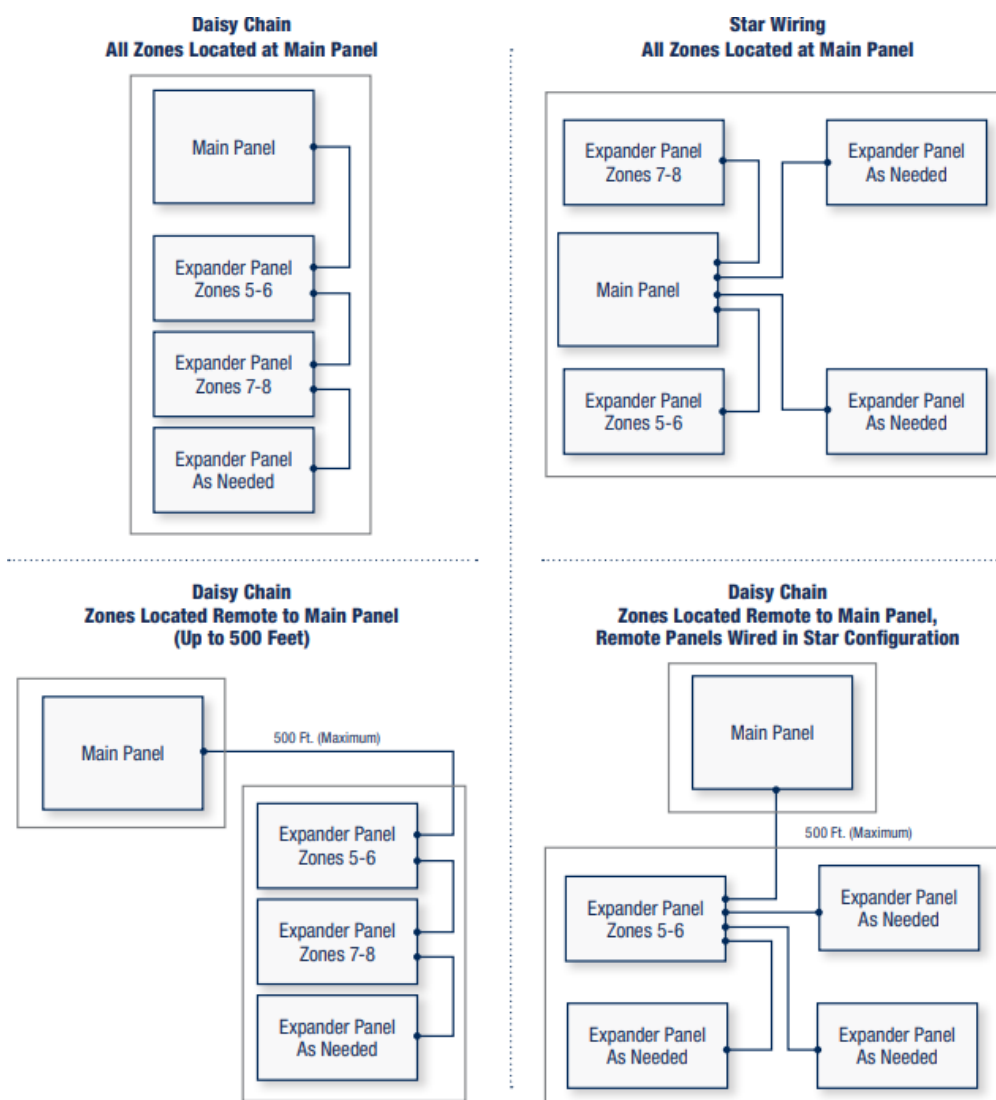 Daisy Chain
All Zones Located at Main Panel
Main Panel
Expander Panel
Zones 5-6
Expander Panel
Zones 7-8
Expander Panel
As Needed
Star Wiring
All Zones Located at Main Panel
Expander Panel
Zones 7-8
Expander Panel
As Needed
Main Panel
Expander Panel
Zones 5-6
Expander Panel
As Needed
Daisy Chain
Zones Located Remote to Main Panel
(Up to 500 Feet)
Main Panel
500 Ft. (Maximum)
Expander Panel
Zones 5-6
Expander Panel
Zones 7-8
Expander Panel
As Needed
Daisy Chain
Zones Located Remote to Main Panel,
Remote Panels Wired in Star Configuration
Main Panel
500 Ft. (Maximum)
Expander Panel
Zones 5-6
Expander Panel
As Needed
Expander Panel
As Needed
Expander Panel
As Needed